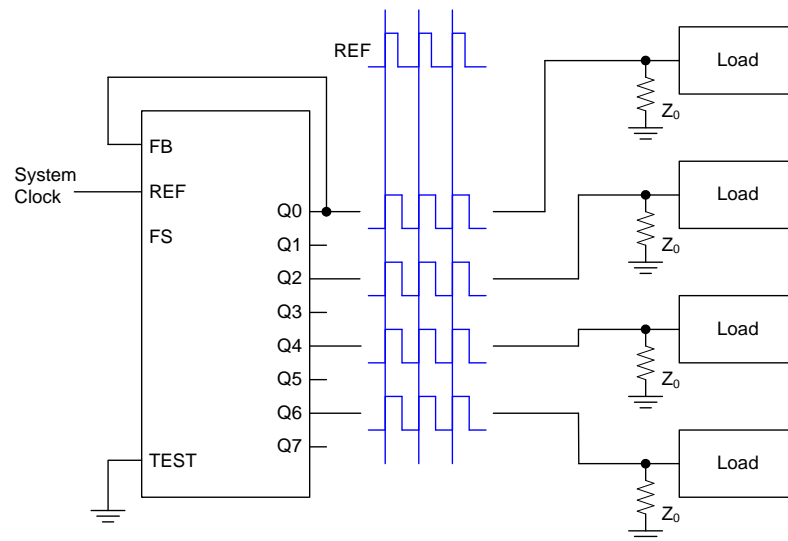 REF
Load
Z0
FB
System
Clock
REF
FS
Q0
Q1
Q2
Q3
Q4
Q5
Q6
Q7
TEST
Load
Z0
Load
Z0
Load
Z0